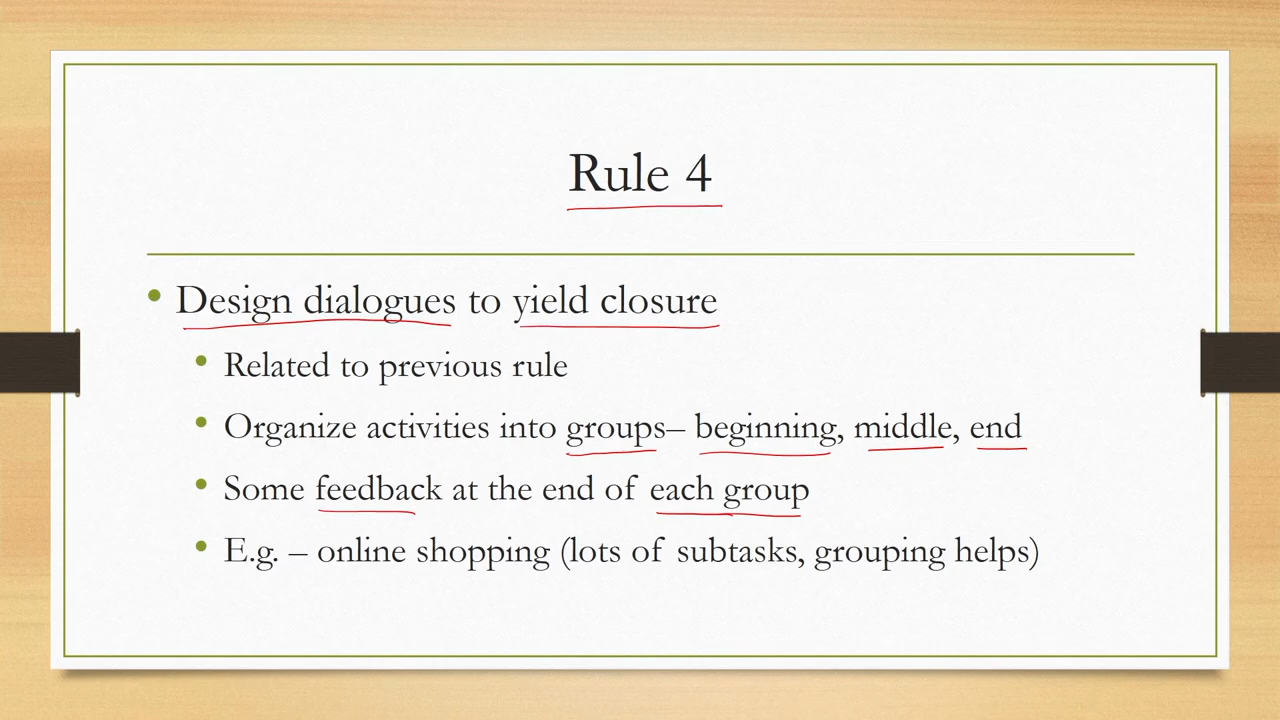 Rule 4
Design dialogues to yield closure
Related to previous rule
Organize activities into groups– beginning, middle, end
Some feedback at the end of each group
E.g. – online shopping (lots of subtasks, grouping helps)